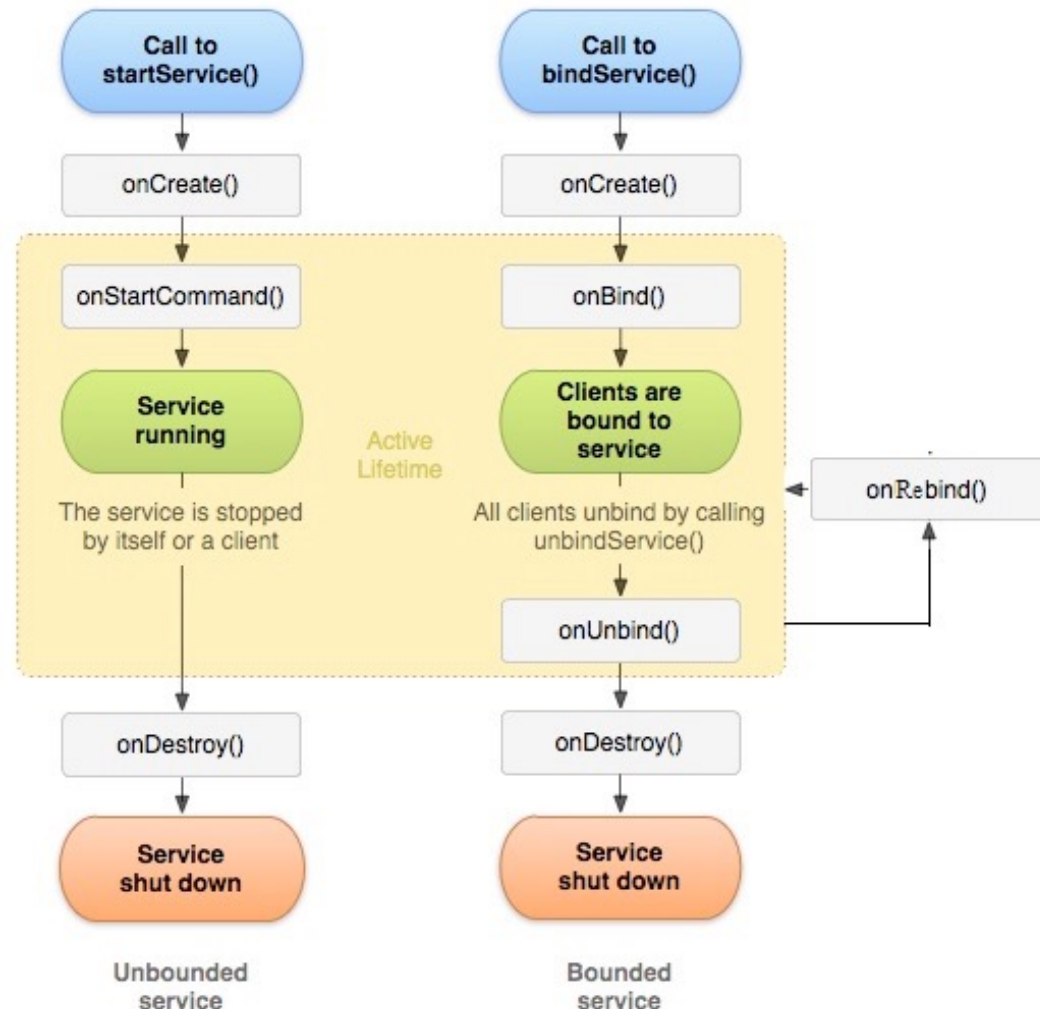 Call to
startService()
onCreate()
onStartCommand()
Service
running
The service is stopped
by itself or a client
onDestroy()
Service
shut down
Unbounded
service
Active
Lifetime
Call to
bindService()
onCreate()
onBind()
Clients are
bound to
service
All clients unbind by calling
unbindService()
onUnbind()
onDestroy()
Service
shut down
Bounded
service
onRebind()